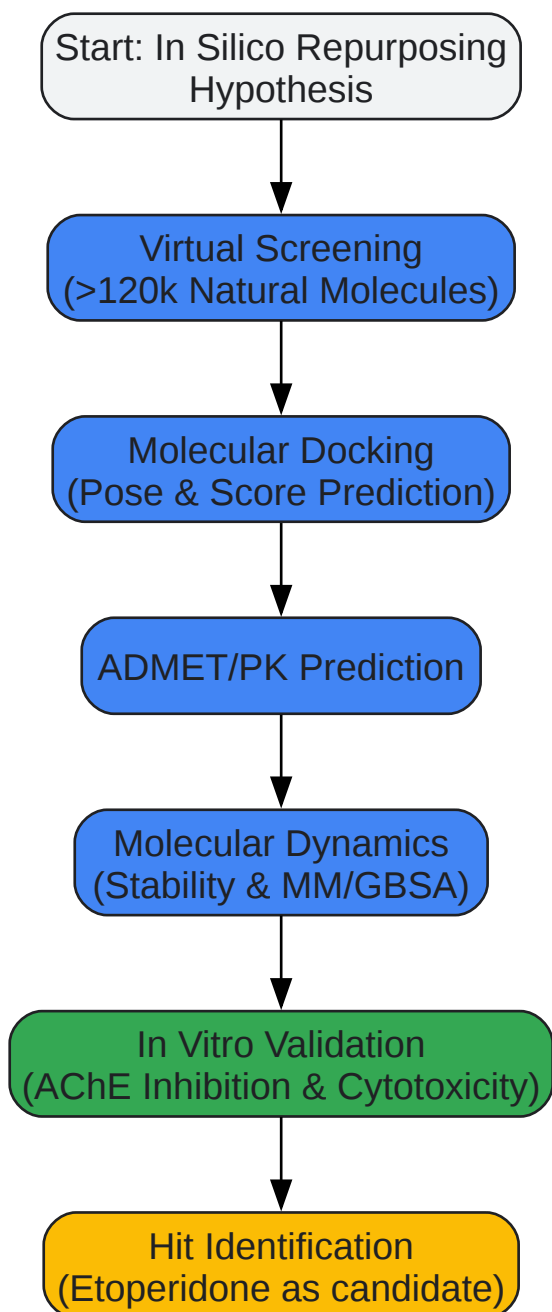 Start: In Silico Repurposing
Hypothesis
Virtual Screening
(>120k Natural Molecules)
Molecular Docking
(Pose & Score Prediction)
ADMET/PK Prediction
Molecular Dynamics
(Stability & MM/GBSA)
In Vitro Validation
(AChE Inhibition & Cytotoxicity)
Hit Identification
(Etoperidone as candidate)